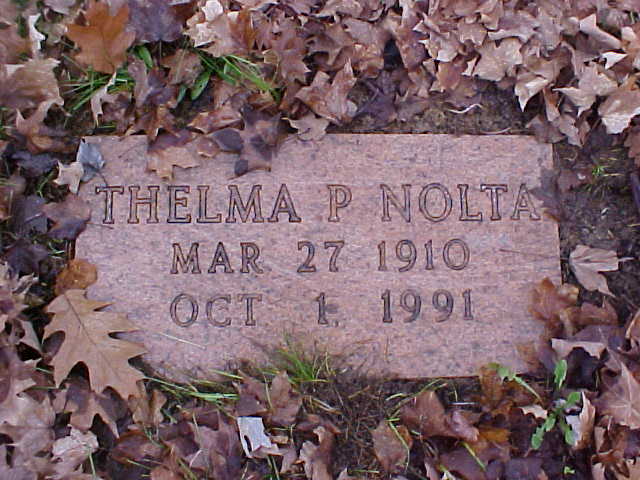 THELMA P NOLTA
MAR 27 1910
OCT 1, 1991